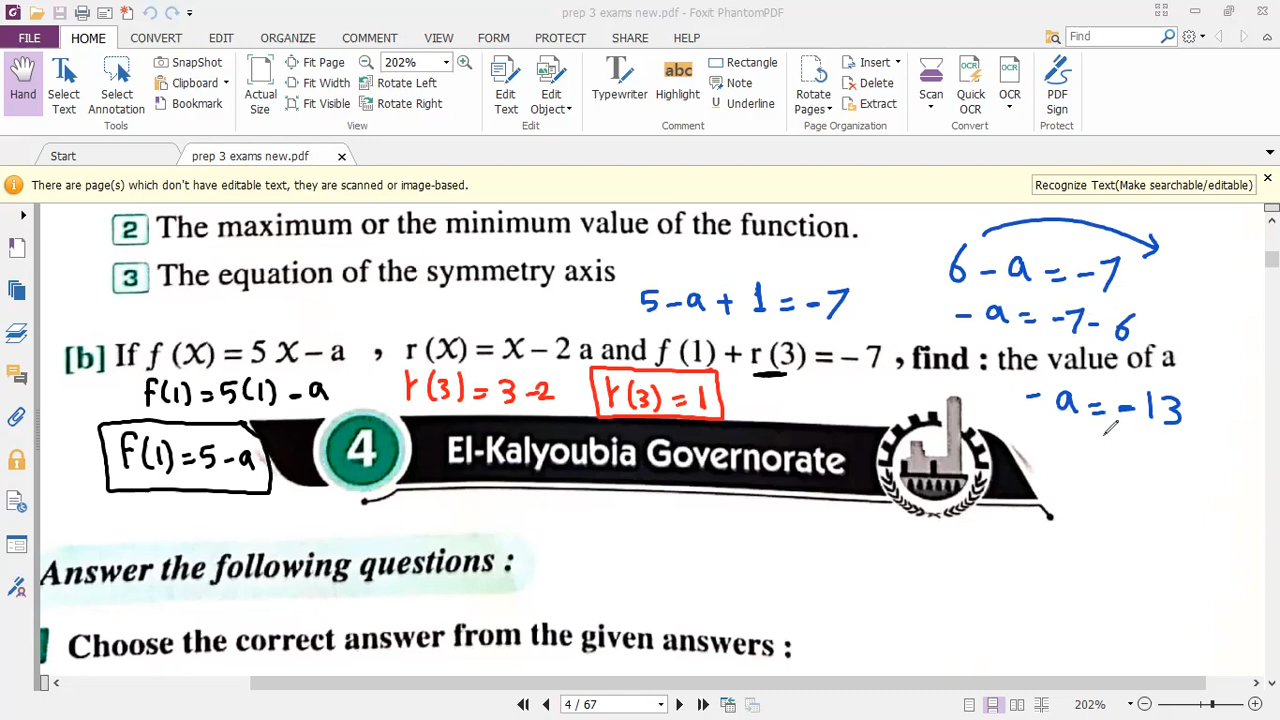 prep 3 exams new.pdf - Foxit PhantomPDF
FILE HOME CONVERT EDIT ORGANIZE COMMENT VIEW FORM PROTECT SHARE HELP Find
Hand Select Text Select Annotation SnapShot Clipboard Bookmark Actual Size Fit Page Fit Width Fit Visible 202% Rotate Left Rotate Right Edit Text Edit Object Typewriter Highlight Rectangle Note Underline Rotate Pages Insert Delete Extract Scan Quick OCR OCR PDF Sign
Tools View Edit Comment Page Organization Convert Protect
Start prep 3 exams new.pdf
There are page(s) which don't have editable text, they are scanned or image-based. Recognize Text(Make searchable/editable)
2 The maximum or the minimum value of the function.
3 The equation of the symmetry axis
6 - a = -7
5 - a + 1 = -7
- a = -7 - 6
[b] If f (X) = 5 X – a , r (X) = X – 2 a and f (1) + r (3) = – 7 , find : the value of a
f(1) = 5(1) - a
r(3) = 3 - 2
r(3) = 1
- a = -13
f(1) = 5 - a
4 El-Kalyoubia Governorate
Answer the following questions :
Choose the correct answer from the given answers :
4 / 67 202%